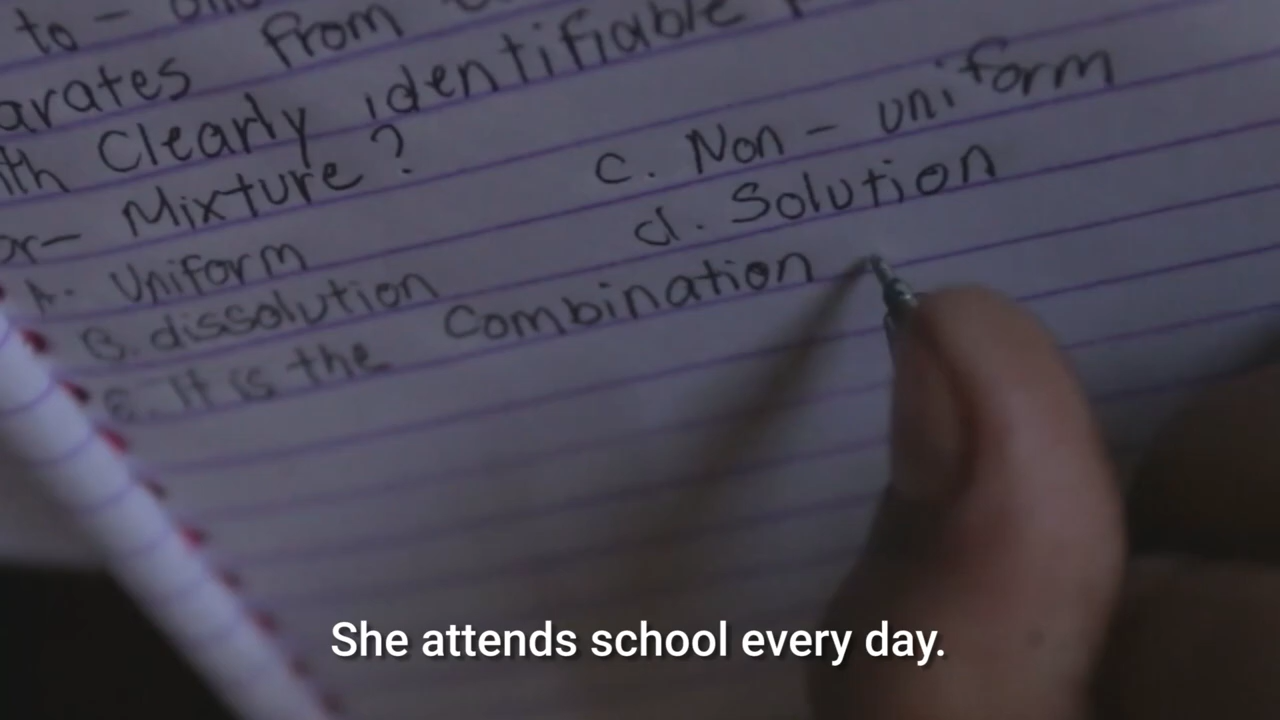 to -
arates from
ith Clearly identifiable
or- Mixture?
A. Uniform
B. dissolution
c. Non - uniform
d. Solution
E. It is the Combination
She attends school every day.